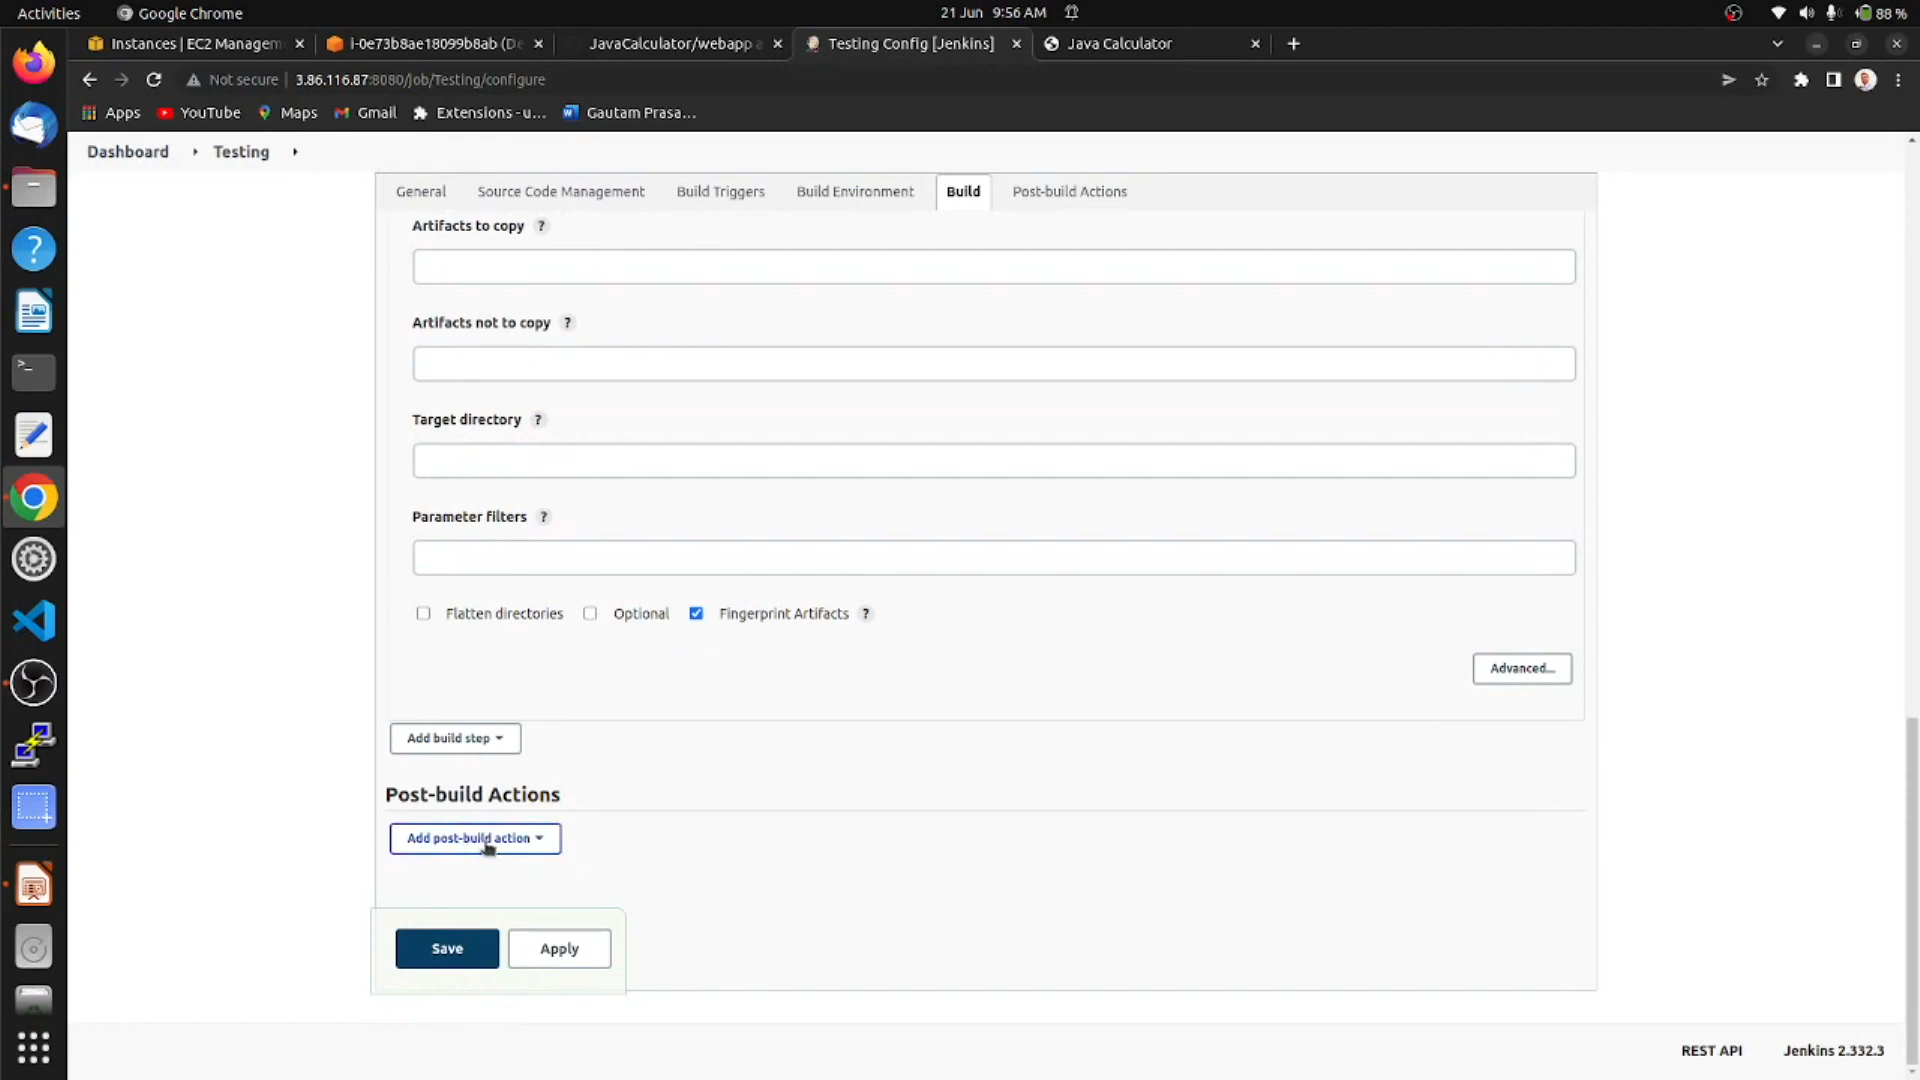 Activities
Google Chrome
21 Jun 9:56 AM
88 %
Instances | EC2 Managem
i-0e73b8ae18099b8ab (De
JavaCalculator/webapp a
Testing Config [Jenkins]
Java Calculator
Not secure
3.86.116.87:8080/job/Testing/configure
Apps
YouTube
Maps
Gmail
Extensions - u...
Gautam Prasa...
Dashboard
Testing
General
Source Code Management
Build Triggers
Build Environment
Build
Post-build Actions
Artifacts to copy ?
Artifacts not to copy ?
Target directory ?
Parameter filters ?
Flatten directories
Optional
Fingerprint Artifacts ?
Advanced...
Add build step
Post-build Actions
Add post-build action
Save
Apply
REST API
Jenkins 2.332.3